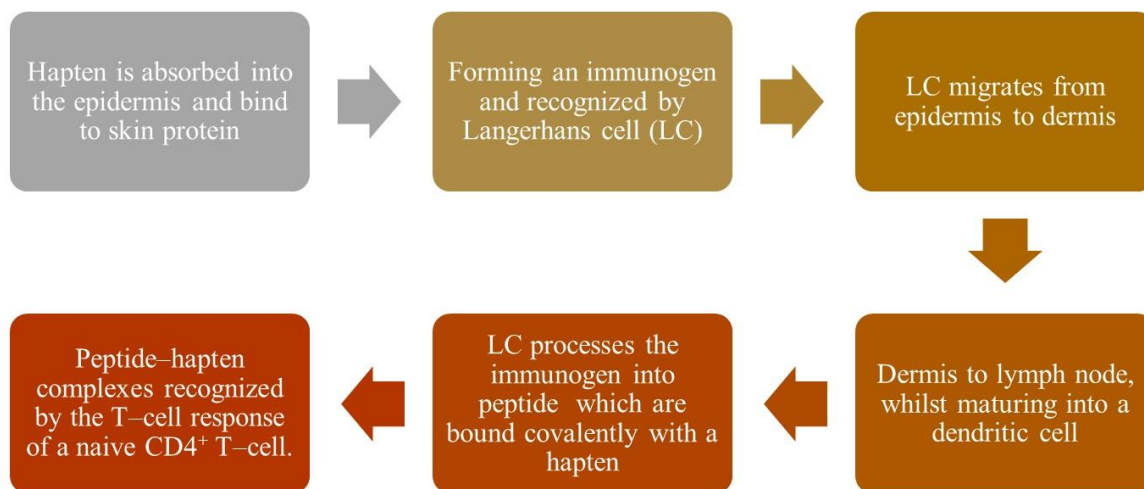 Hapten is absorbed into
the epidermis and bind
to skin protein
Forming an immunogen
and recognized by
Langerhans cell (LC)
LC migrates from
epidermis to dermis
Dermis to lymph node,
whilst maturing into a
dendritic cell
LC processes the
immunogen into
peptide which are
bound covalently with a
hapten
Peptide–hapten
complexes recognized
by the T–cell response
of a naive CD4⁺ T–cell.